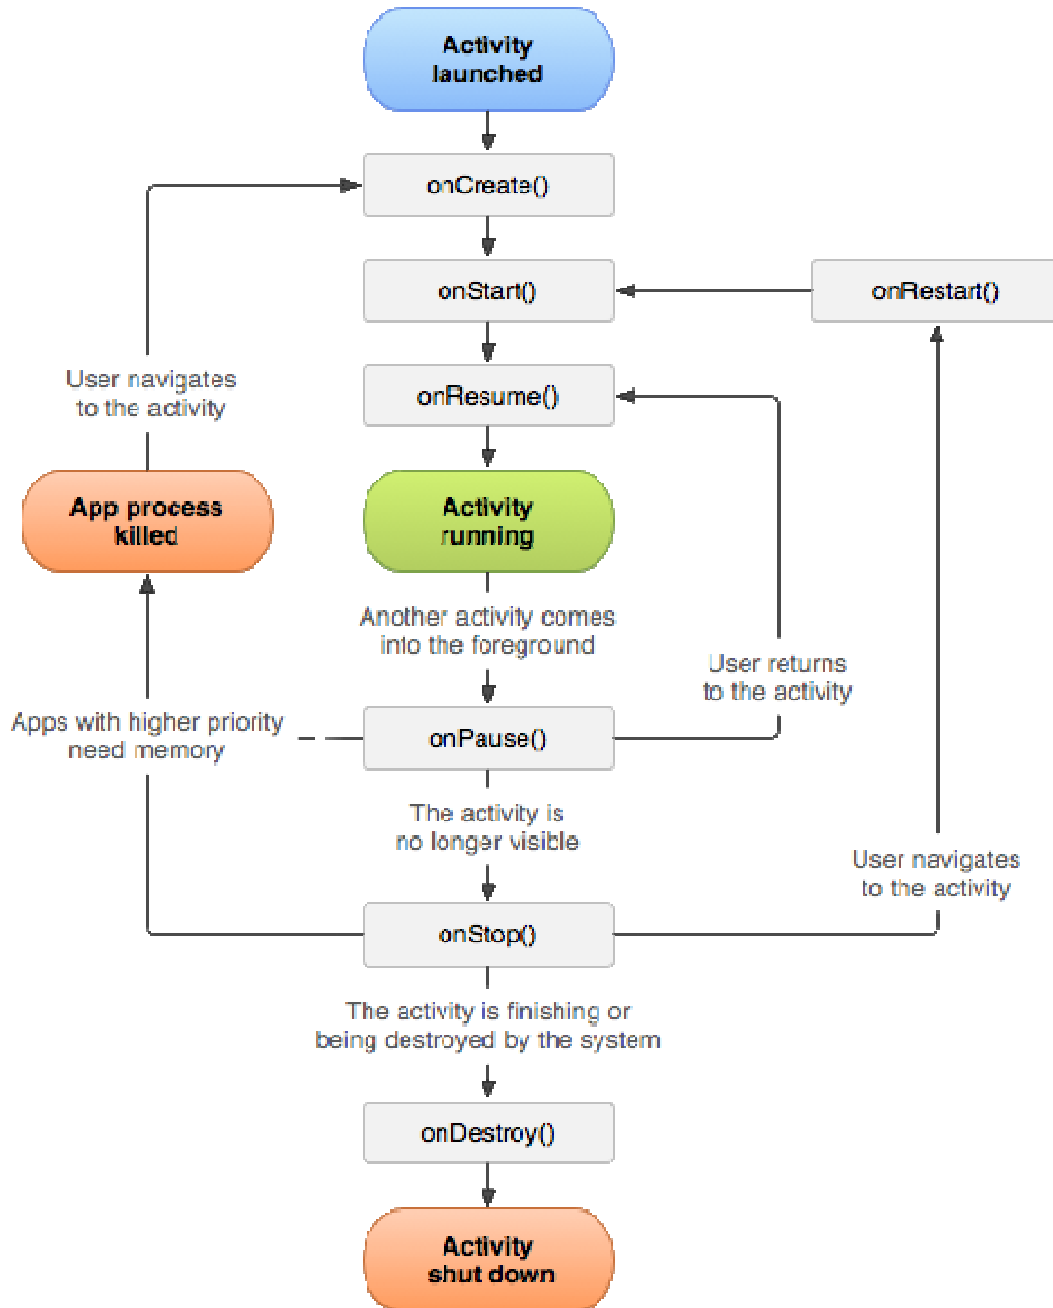 Activity
launched
onCreate()
onStart()
onRestart()
User navigates
to the activity
onResume()
App process
killed
Activity
running
Another activity comes
into the foreground
User returns
to the activity
Apps with higher priority
need memory
onPause()
The activity is
no longer visible
User navigates
to the activity
onStop()
The activity is finishing or
being destroyed by the system
onDestroy()
Activity
shut down